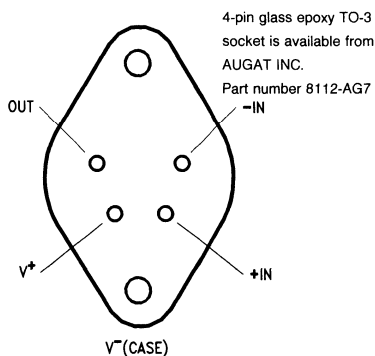 4-pin glass epoxy TO-3
socket is available from
AUGAT INC.
Part number 8112-AG7
OUT
−IN
V+
+IN
V−(CASE)